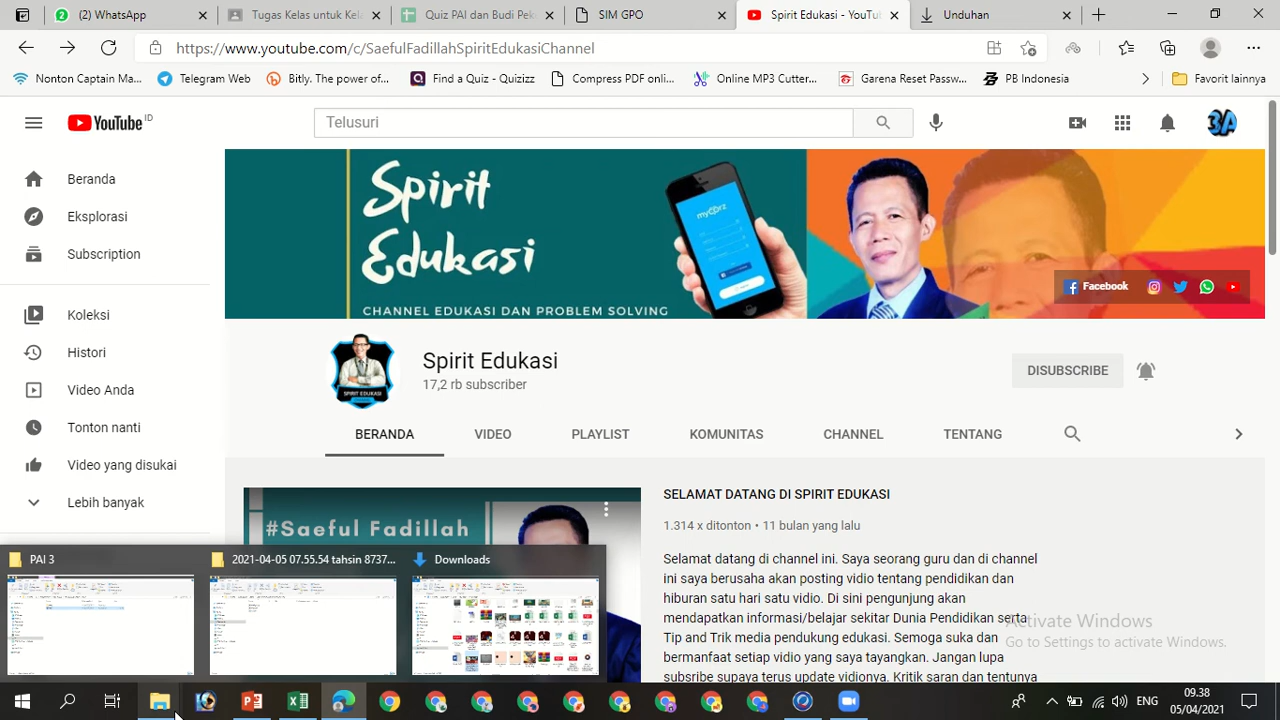 (2) WhatsApp
Tugas Kelas untuk Kela
Quiz PAI dan Budi Pek
SIM GPO
Spirit Edukasi - YouTube
Unduhan
https://www.youtube.com/c/SaefulFadillahSpiritEdukasiChannel
Nonton Captain Ma...
Telegram Web
Bitly. The power of...
Find a Quiz - Quizizz
Compress PDF onli...
Online MP3 Cutter...
Garena Reset Passw...
PB Indonesia
Favorit lainnya
YouTube ID
Telusuri
3A
Beranda
Eksplorasi
Subscription
Koleksi
Histori
Video Anda
Tonton nanti
Video yang disukai
Lebih banyak
Spirit
Edukasi
CHANNEL EDUKASI DAN PROBLEM SOLVING
Facebook
Spirit Edukasi
17,2 rb subscriber
SPIRIT EDUKASI
DISUBSCRIBE
BERANDA
VIDEO
PLAYLIST
KOMUNITAS
CHANNEL
TENTANG
#Saeful Fadillah
SELAMAT DATANG DI SPIRIT EDUKASI
1.314 x ditonton • 11 bulan yang lalu
Selamat datang di channel ini. Saya seorang guru dan di channel
ini saya berusaha akan posting vidio tentang pendidikan dan
hiburan satu hari satu vidio. Di sini pengunjung akan
mendapatkan informasi/belajar sekitar Dunia Pendidikan serta
Tip and Trik media pendukung edukasi. Semoga suka dan
bermanfaat setiap vidio yang saya tayangkan. Jangan lupa
subsribe supaya terus update vidionya. Kritik saran dan tentunya
Activate Windows
Go to Settings to activate Windows.
PAI 3
2021-04-05 07.55.54 tahsin 8737...
Downloads
ENG
09.38
05/04/2021